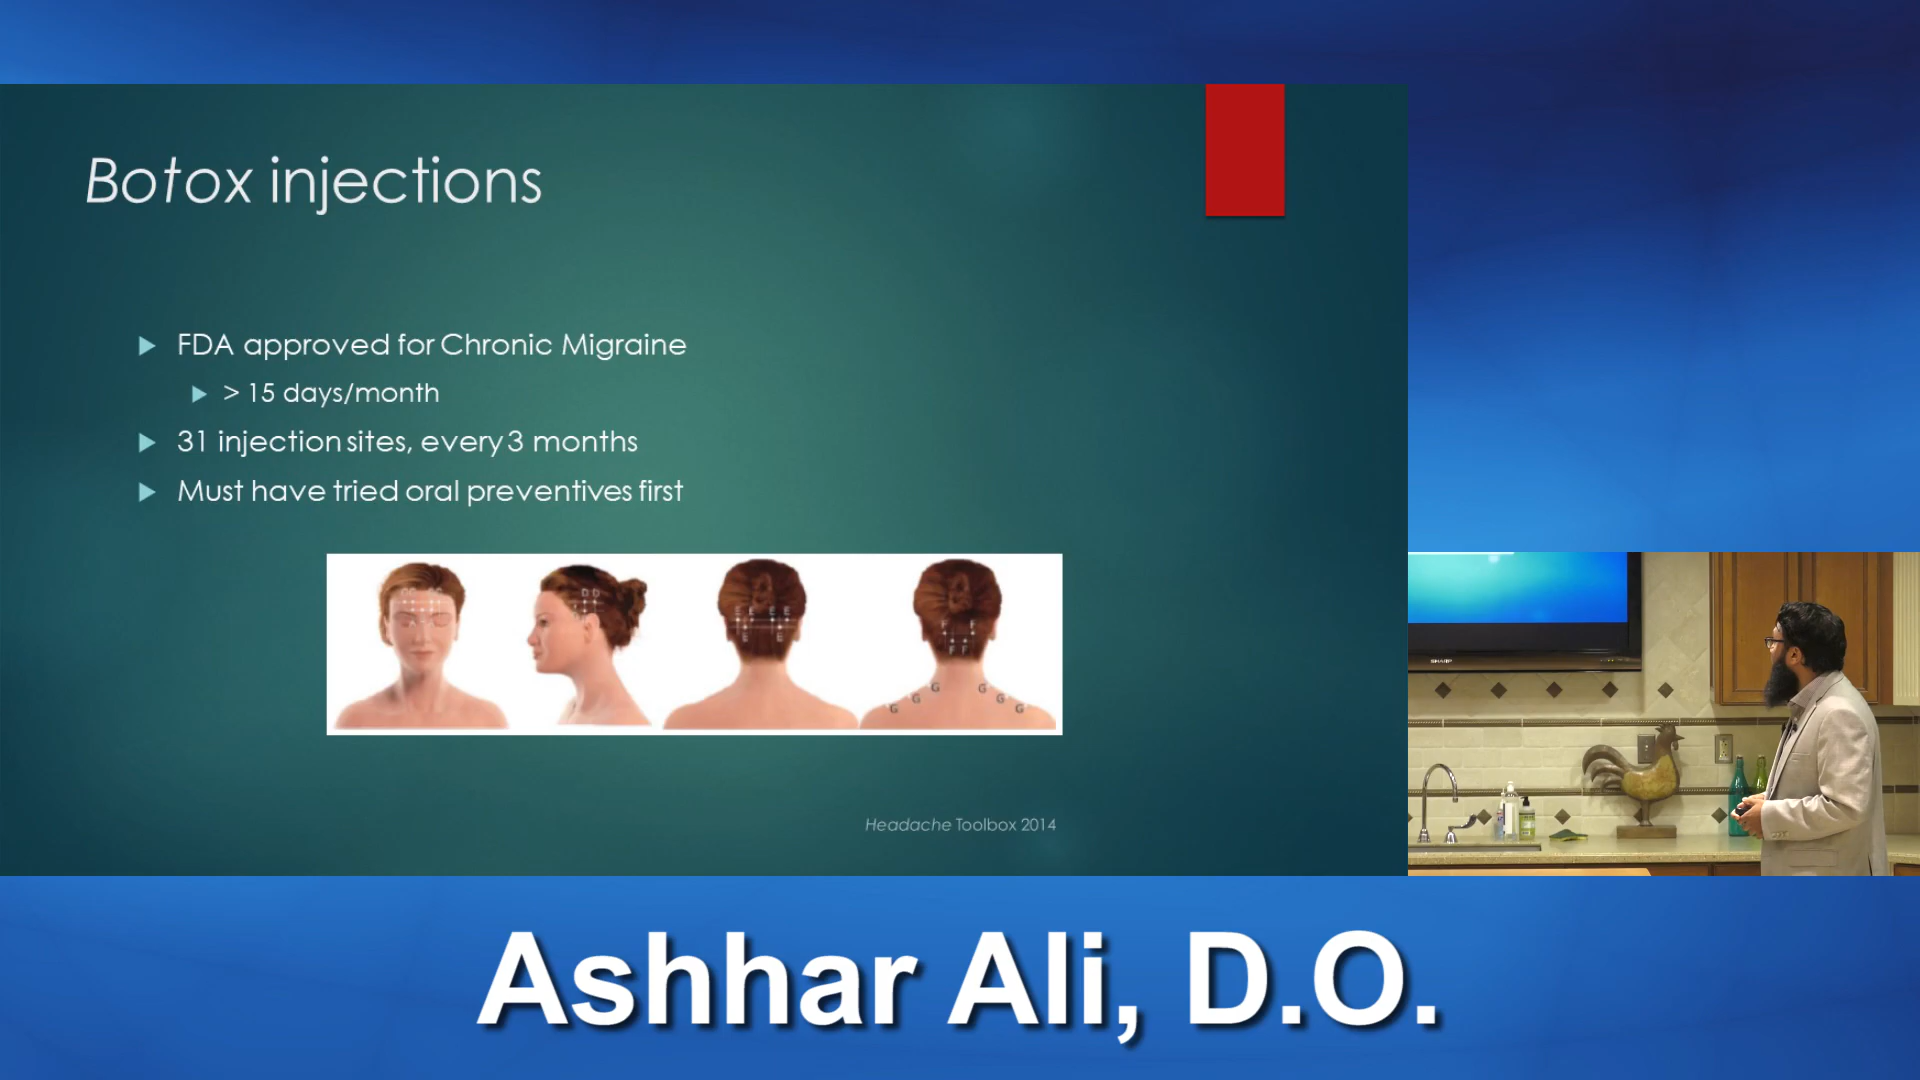 Botox injections
FDA approved for Chronic Migraine
> 15 days/month
31 injection sites, every 3 months
Must have tried oral preventives first
D D
E E E E
E E
F F
F F
G G
G G
G G
Headache Toolbox 2014
SHARP
Ashhar Ali, D.O.